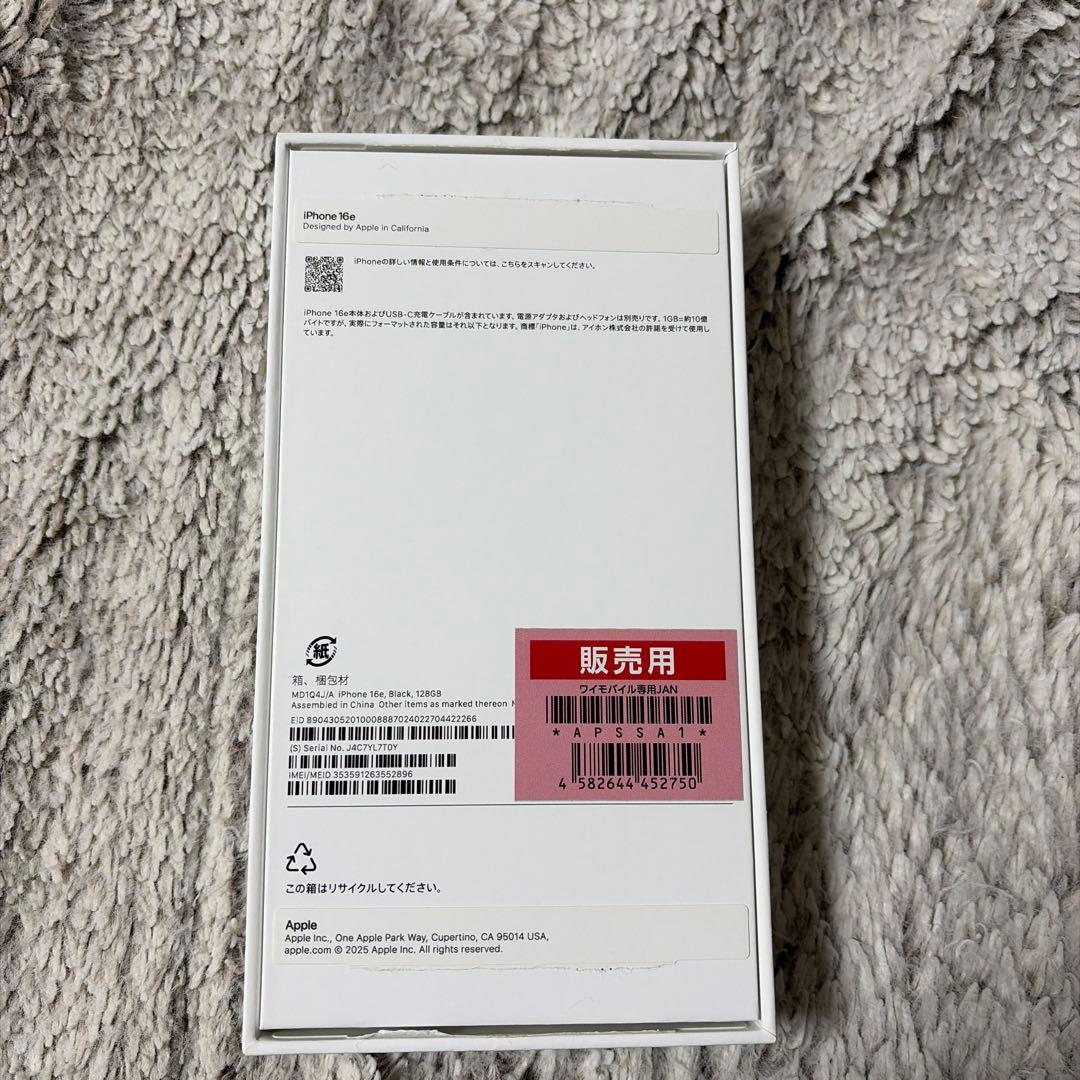 iPhone 16e
Designed by Apple in California
iPhoneの詳しい情報と使用条件については、こちらをスキャンしてください。
iPhone 16e本体およびUSB-C充電ケーブルが含まれています。電源アダプタおよびヘッドフォンは別売りです。1GB=約10億
バイトですが、実際にフォーマットされた容量はそれ以下となります。商標「iPhone」は、アイホン株式会社の許諾を受けて使用し
ています。
紙
箱、梱包材
MD1Q4J/A iPhone 16e, Black, 128GB
Assembled in China Other items as marked thereon
EID 89043052010008887024022704422266
(S) Serial No. J4C7YL7T0Y
IMEI/MEID 353591263552896
販売用
ワイモバイル専用JAN
*APSSA1*
4 582644 452750
この箱はリサイクルしてください。
Apple
Apple Inc., One Apple Park Way, Cupertino, CA 95014 USA,
apple.com © 2025 Apple Inc. All rights reserved.